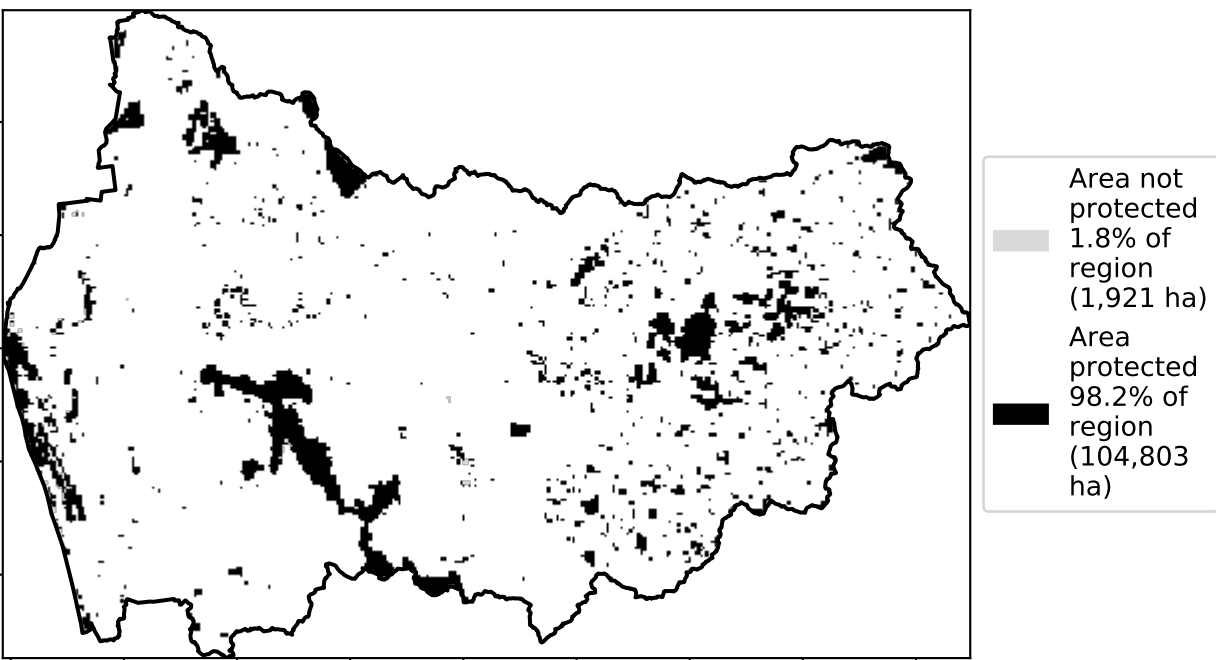 Area not
protected
1.8% of
region
(1,921 ha)
Area
protected
98.2% of
region
(104,803
ha)